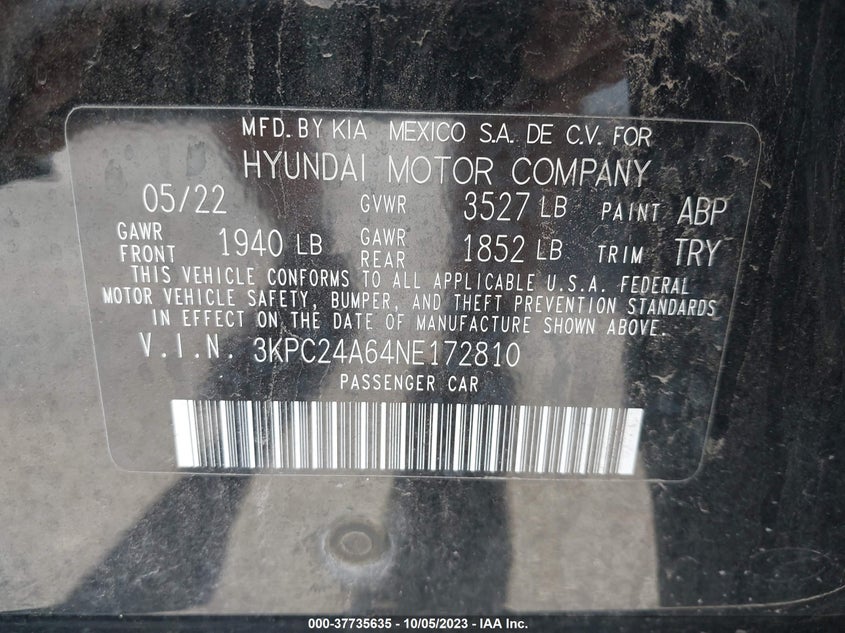 MFD. BY KIA MEXICO S.A. DE C.V. FOR
HYUNDAI MOTOR COMPANY
05/22 GVWR 3527 LB PAINT ABP
GAWR FRONT 1940 LB GAWR REAR 1852 LB TRIM TRY
THIS VEHICLE CONFORMS TO ALL APPLICABLE U.S.A. FEDERAL
MOTOR VEHICLE SAFETY, BUMPER, AND THEFT PREVENTION STANDARDS
IN EFFECT ON THE DATE OF MANUFACTURE SHOWN ABOVE.
V.I.N. 3KPC24A64NE172810
PASSENGER CAR
000-37735635 - 10/05/2023 - IAA Inc.